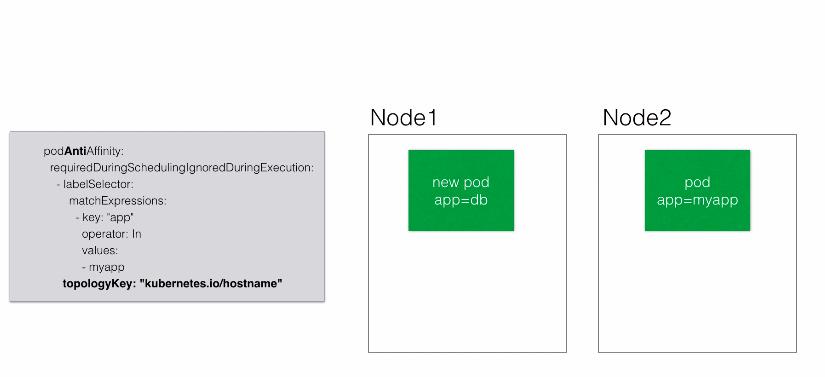 podAntiAffinity:
requiredDuringSchedulingIgnoredDuringExecution:
- labelSelector:
matchExpressions:
- key: "app"
operator: In
values:
- myapp
topologyKey: "kubernetes.io/hostname"
Node1
new pod
app=db
Node2
pod
app=myapp